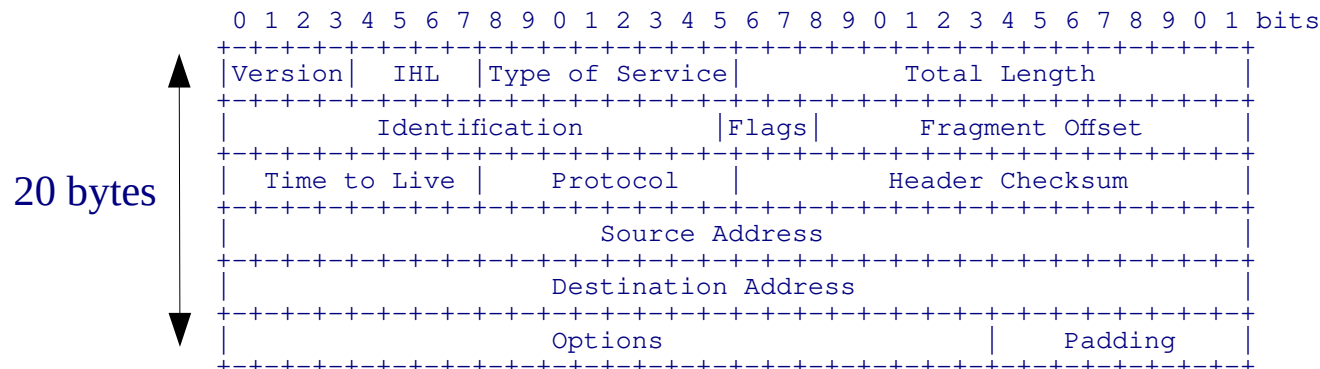 0 1 2 3 4 5 6 7 8 9 0 1 2 3 4 5 6 7 8 9 0 1 2 3 4 5 6 7 8 9 0 1 bits
+-+-+-+-+-+-+-+-+-+-+-+-+-+-+-+-+-+-+-+-+-+-+-+-+-+-+-+-+-+-+-+-+
|Version| IHL |Type of Service| Total Length |
+-+-+-+-+-+-+-+-+-+-+-+-+-+-+-+-+-+-+-+-+-+-+-+-+-+-+-+-+-+-+-+-+
| Identification |Flags| Fragment Offset |
+-+-+-+-+-+-+-+-+-+-+-+-+-+-+-+-+-+-+-+-+-+-+-+-+-+-+-+-+-+-+-+-+
20 bytes
| Time to Live | Protocol | Header Checksum |
+-+-+-+-+-+-+-+-+-+-+-+-+-+-+-+-+-+-+-+-+-+-+-+-+-+-+-+-+-+-+-+-+
| Source Address |
+-+-+-+-+-+-+-+-+-+-+-+-+-+-+-+-+-+-+-+-+-+-+-+-+-+-+-+-+-+-+-+-+
| Destination Address |
+-+-+-+-+-+-+-+-+-+-+-+-+-+-+-+-+-+-+-+-+-+-+-+-+-+-+-+-+-+-+-+-+
| Options | Padding |
+-+-+-+-+-+-+-+-+-+-+-+-+-+-+-+-+-+-+-+-+-+-+-+-+-+-+-+-+-+-+-+-+